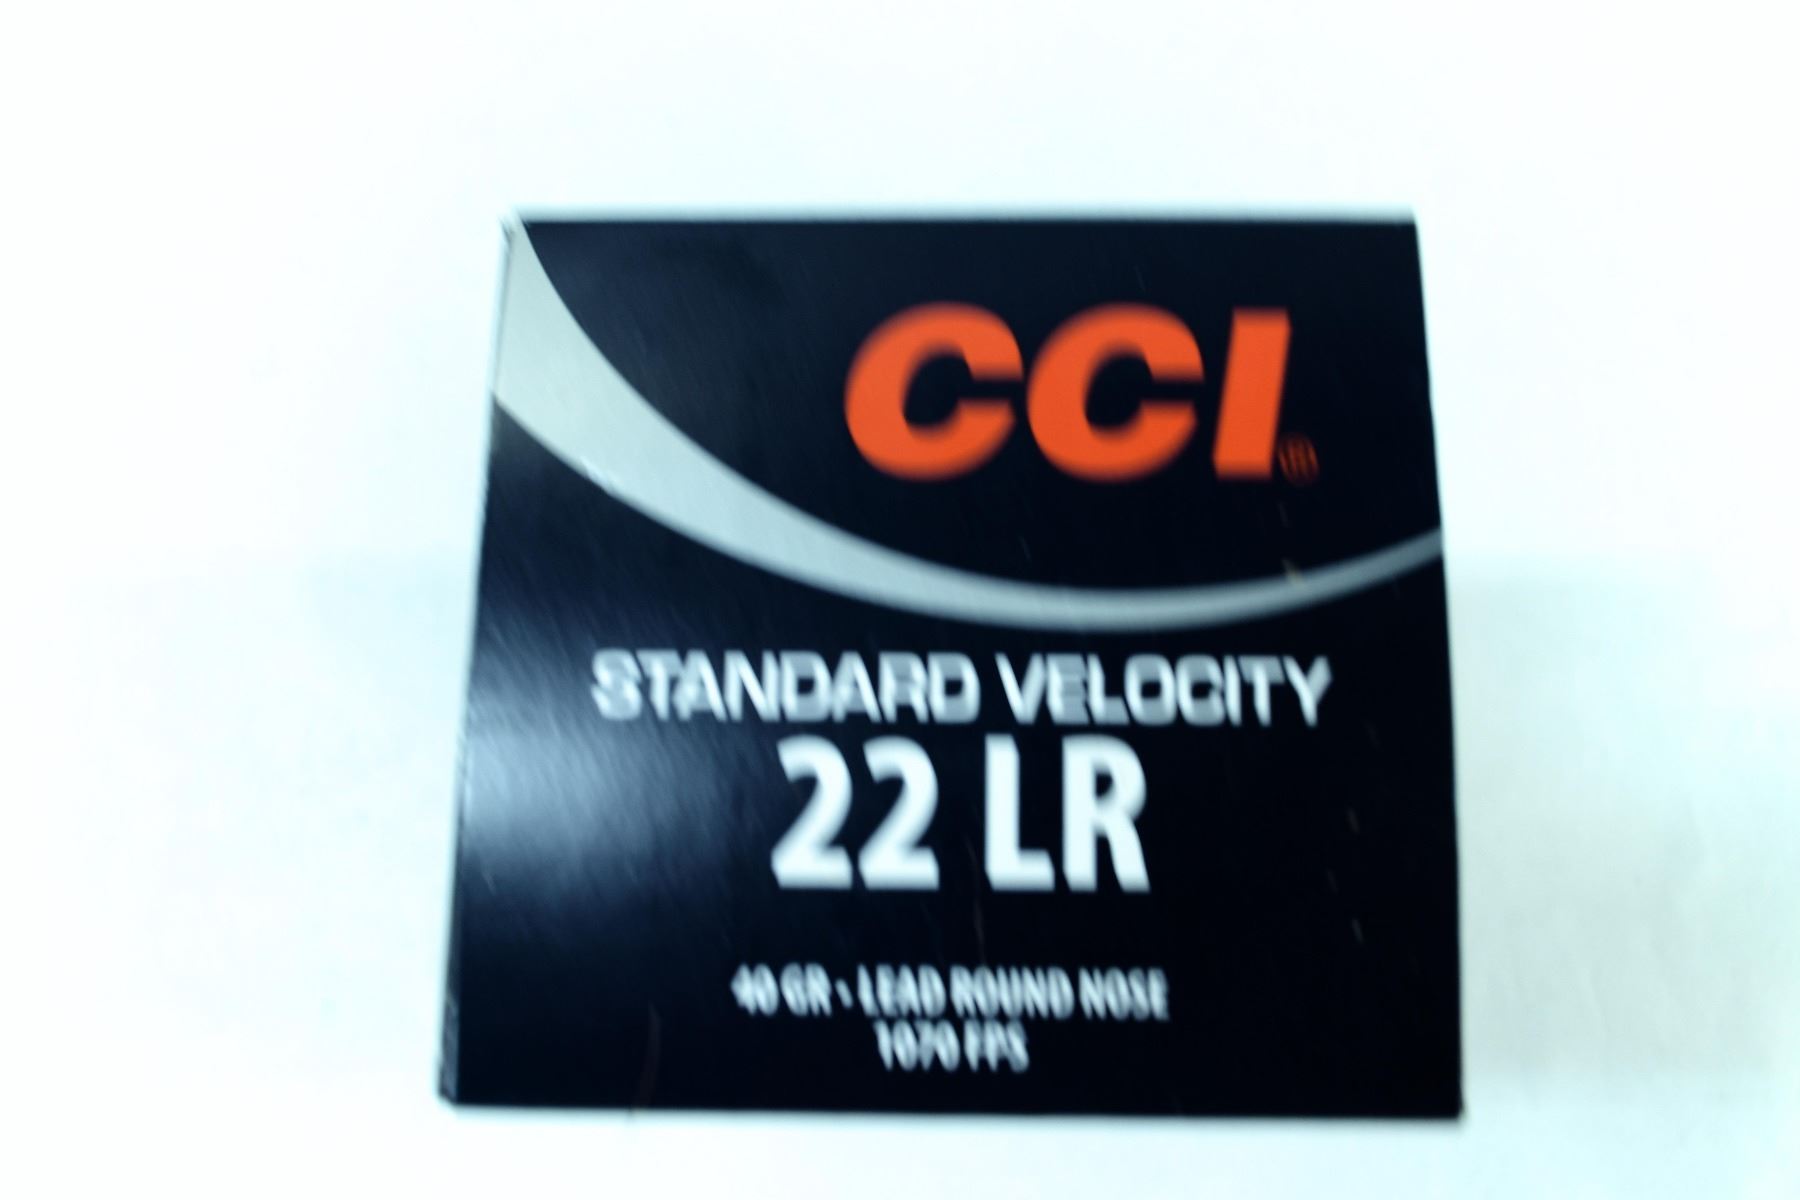 CCI®
STANDARD VELOCITY
22 LR
40 GR - LEAD ROUND NOSE
1070 FPS